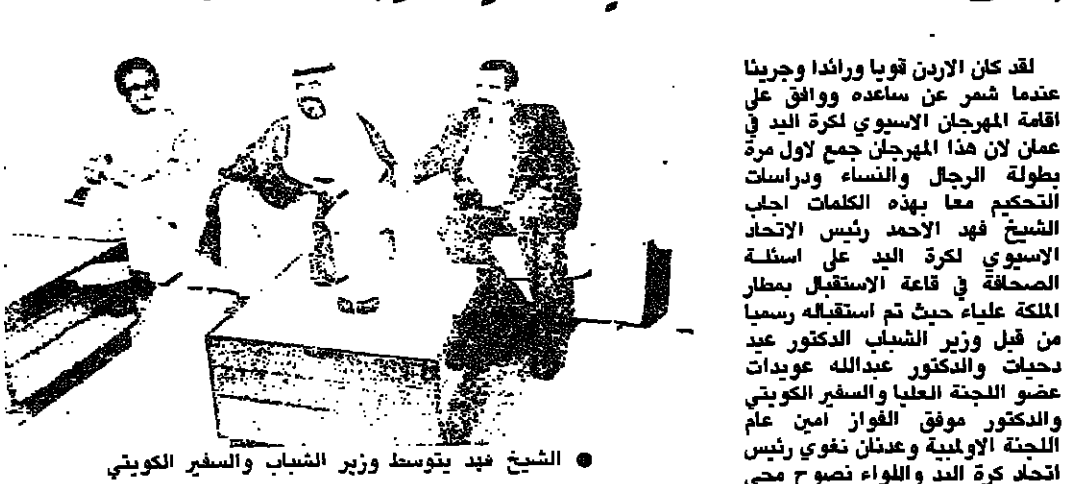 لقد كان الاردن قويا ورائدا وجريئا
عندما شمر عن ساعده ووافق على
اقامة المهرجان الاسيوي لكرة اليد في
عمان لان هذا المهرجان جمع لاول مرة
بطولة الرجال والنساء ودراسات
التحكيم معا بهذه الكلمات اجاب
الشيخ فهد الاحمد رئيس الاتحاد
الاسيوي لكرة اليد على اسئلــة
الصحافة في قاعة الاستقبال بمطار
الملكة علياء حيث تم استقباله رسميا
من قبل وزير الشباب الدكتور عيد
دحيات والدكتور عبدالله عويدات
عضو اللجنة العليا والسفير الكويتي
والدكتور موفق الفواز امين عام
اللجنة الاولمبية وعدنان نغوي رئيس
اتحاد كرة اليد واللواء نصوح محي
● الشيخ فهد يتوسط وزير الشباب والسفير الكويتي